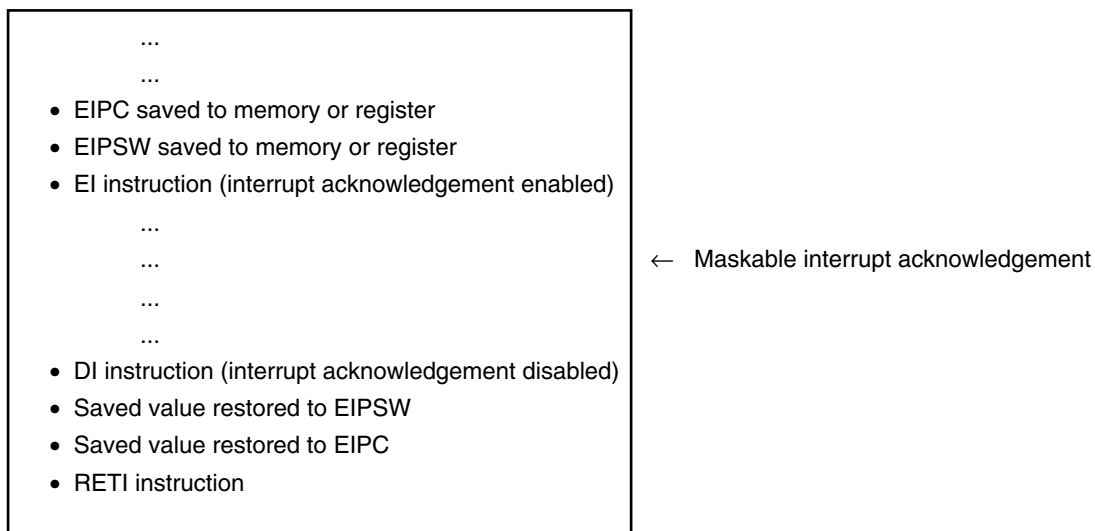 ...
...
• EIPC saved to memory or register
• EIPSW saved to memory or register
• EI instruction (interrupt acknowledgement enabled)
...
...
← Maskable interrupt acknowledgement
...
...
• DI instruction (interrupt acknowledgement disabled)
• Saved value restored to EIPSW
• Saved value restored to EIPC
• RETI instruction